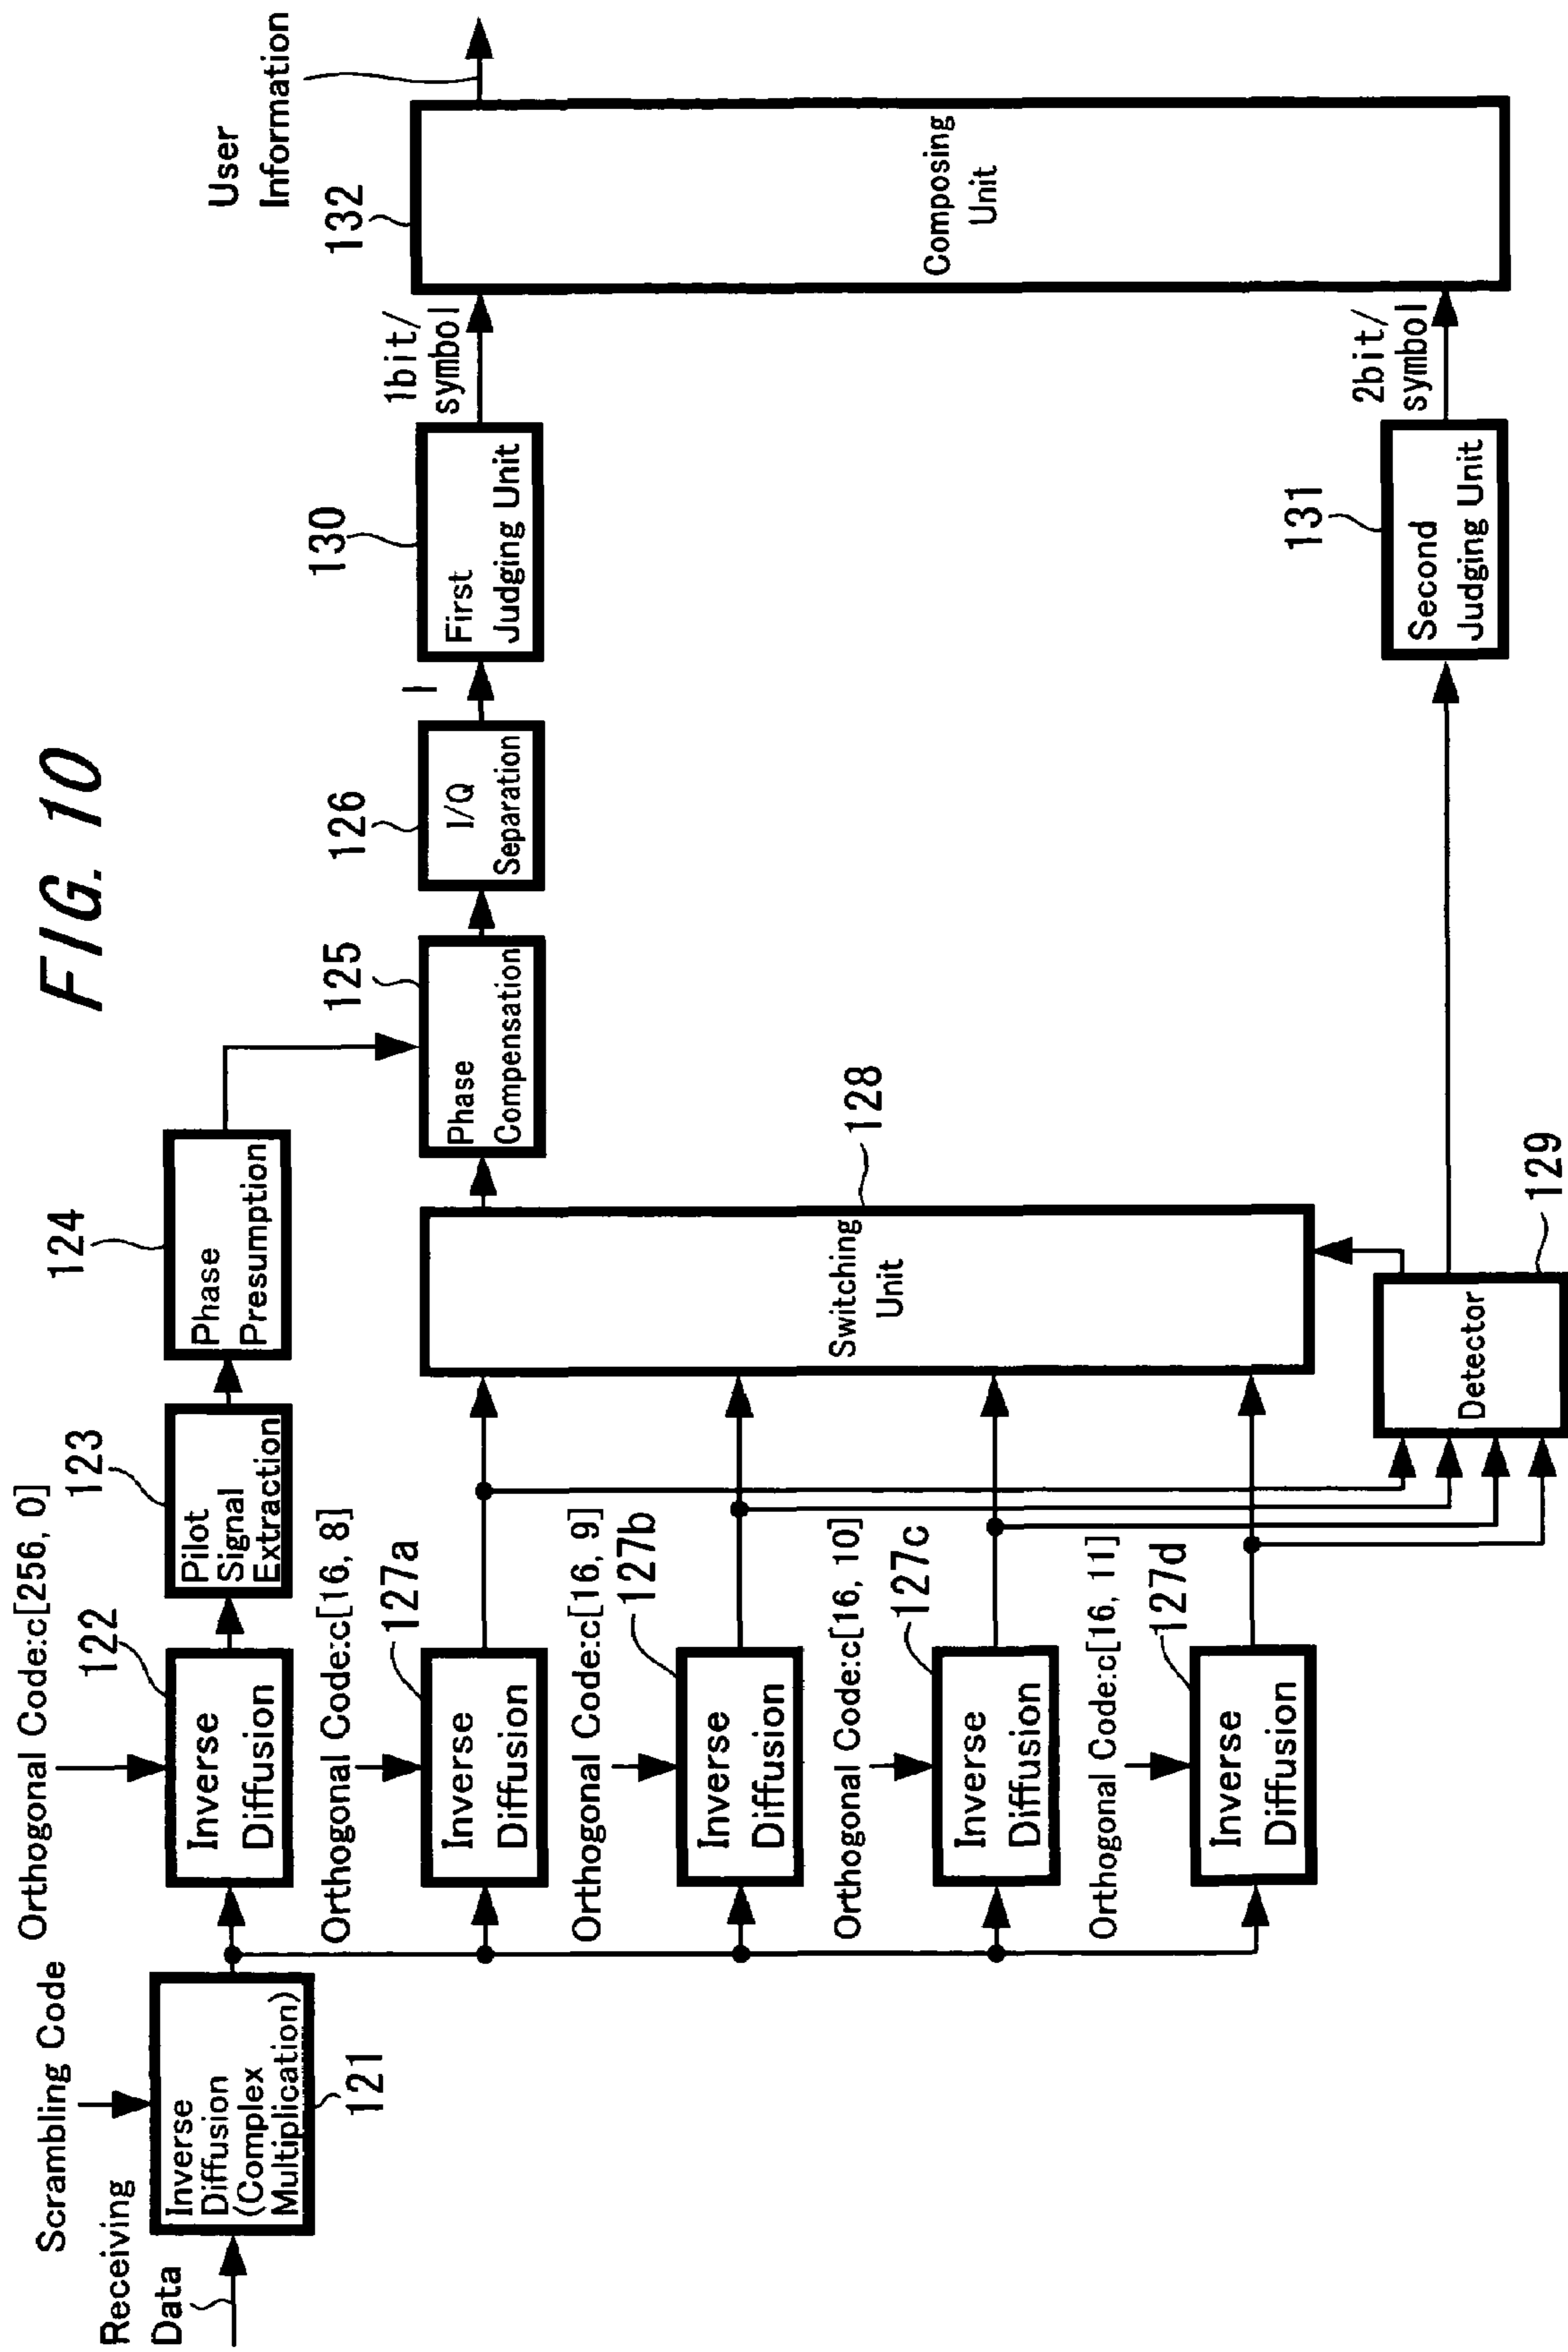 FIG. 10
Scrambling Code
Receiving
Data
Inverse
Diffusion
(Complex
Multiplication)
121
Orthogonal Code:c[256, 0]
122
Inverse
Diffusion
123
Pilot
Signal
Extraction
124
Phase
Presumption
Orthogonal Code:c[16, 8]
127a
Inverse
Diffusion
Orthogonal Code:c[16, 9]
127b
Inverse
Diffusion
Orthogonal Code:c[16, 10]
127c
Inverse
Diffusion
Orthogonal Code:c[16, 11]
127d
Inverse
Diffusion
128
Switching
Unit
129
Detector
125
Phase
Compensation
126
I/Q
Separation
I
130
First
Judging Unit
1bit/
symbol
131
Second
Judging Unit
2bit/
symbol
132
Composing
Unit
User
Information